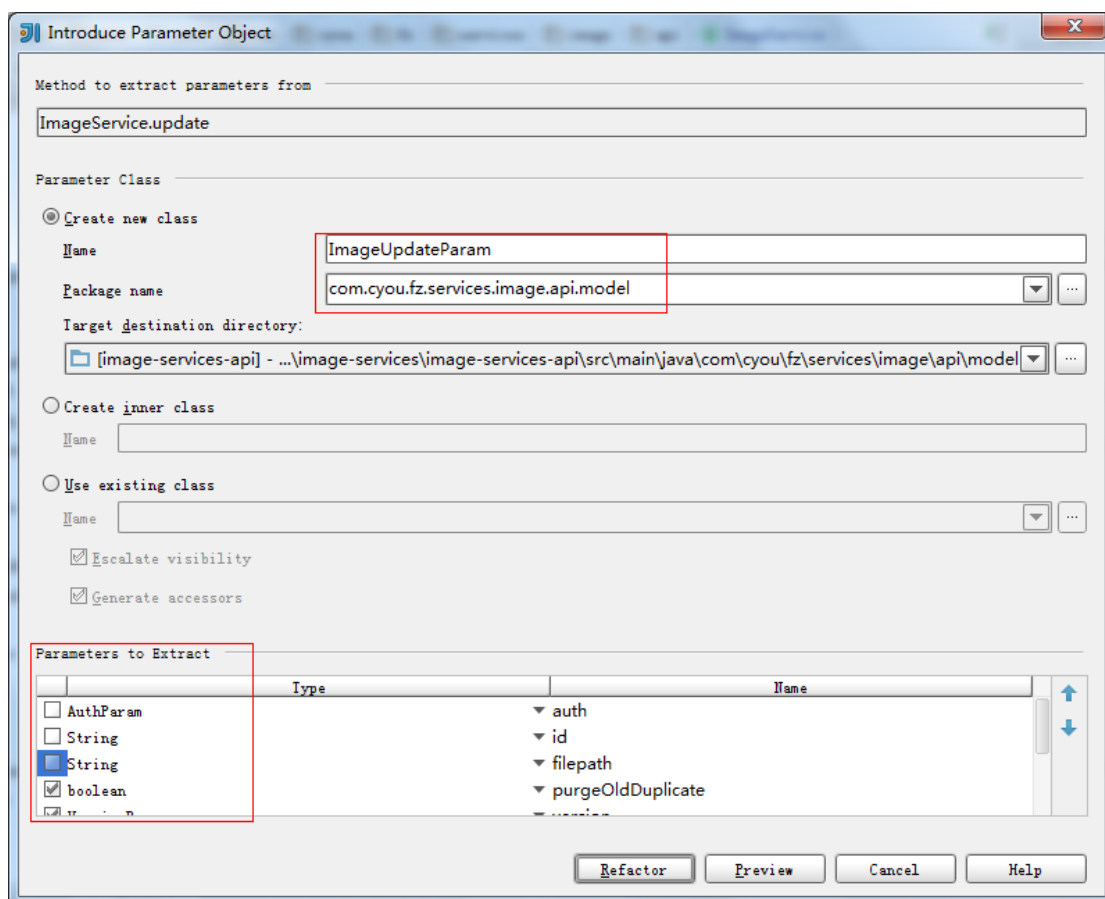 Introduce Parameter Object
Method to extract parameters from
ImageService.update
Parameter Class
Create new class
Name ImageUpdateParam
Package name com.cyou.fz.services.image.api.model ...
Target destination directory:
[image-services-api] - ...\image-services\image-services-api\src\main\java\com\cyou\fz\services\image\api\model ...
Create inner class
Name
Use existing class
Name ...
Escalate visibility
Generate accessors
Parameters to Extract
Type Name
AuthParam auth
String id
String filepath
boolean purgeOldDuplicate
Refactor Preview Cancel Help